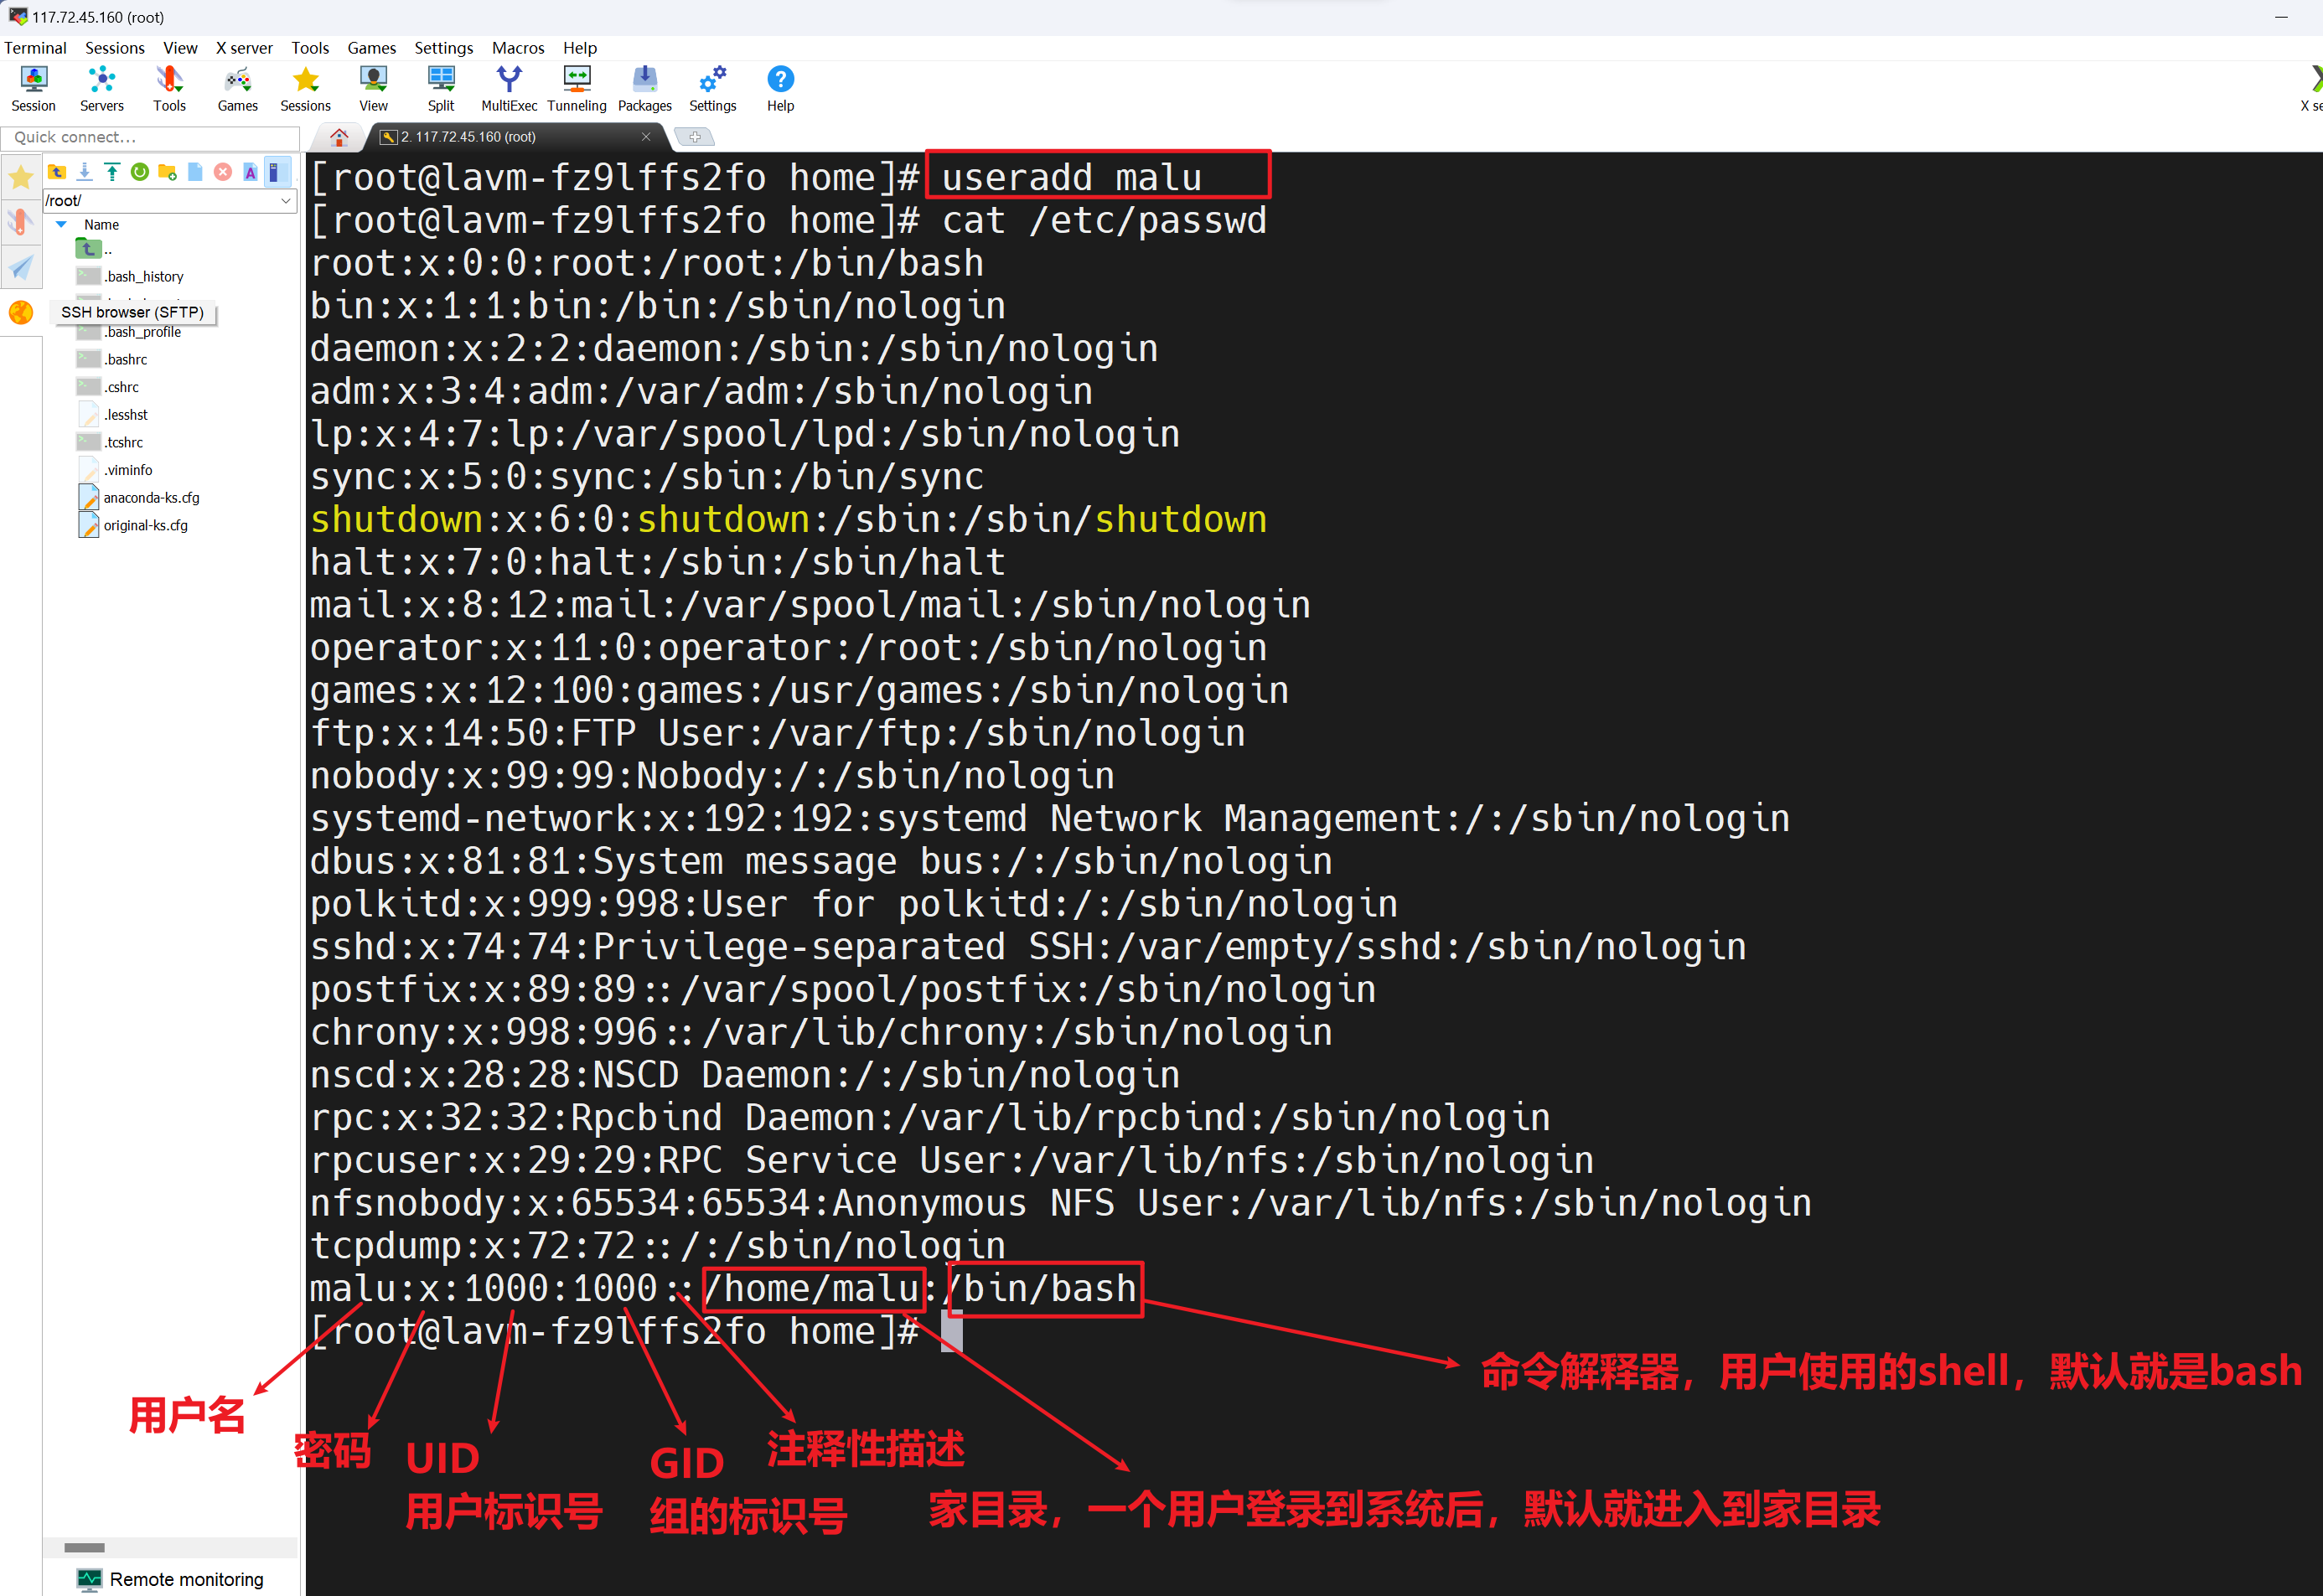 117.72.45.160 (root)
Terminal Sessions View X server Tools Games Settings Macros Help
Session Servers Tools Games Sessions View Split MultiExec Tunneling Packages Settings Help
Quick connect...
2. 117.72.45.160 (root)
/root/
Name
..
.bash_history
SSH browser (SFTP)
.bash_profile
.bashrc
.cshrc
.lesshst
.tcshrc
.viminfo
anaconda-ks.cfg
original-ks.cfg
Remote monitoring
[root@lavm-fz9lffs2fo home]# useradd malu
[root@lavm-fz9lffs2fo home]# cat /etc/passwd
root:x:0:0:root:/root:/bin/bash
bin:x:1:1:bin:/bin:/sbin/nologin
daemon:x:2:2:daemon:/sbin:/sbin/nologin
adm:x:3:4:adm:/var/adm:/sbin/nologin
lp:x:4:7:lp:/var/spool/lpd:/sbin/nologin
sync:x:5:0:sync:/sbin:/bin/sync
shutdown:x:6:0:shutdown:/sbin:/sbin/shutdown
halt:x:7:0:halt:/sbin:/sbin/halt
mail:x:8:12:mail:/var/spool/mail:/sbin/nologin
operator:x:11:0:operator:/root:/sbin/nologin
games:x:12:100:games:/usr/games:/sbin/nologin
ftp:x:14:50:FTP User:/var/ftp:/sbin/nologin
nobody:x:99:99:Nobody:/:/sbin/nologin
systemd-network:x:192:192:systemd Network Management:/:/sbin/nologin
dbus:x:81:81:System message bus:/:/sbin/nologin
polkitd:x:999:998:User for polkitd:/:/sbin/nologin
sshd:x:74:74:Privilege-separated SSH:/var/empty/sshd:/sbin/nologin
postfix:x:89:89::/var/spool/postfix:/sbin/nologin
chrony:x:998:996::/var/lib/chrony:/sbin/nologin
nscd:x:28:28:NSCD Daemon:/:/sbin/nologin
rpc:x:32:32:Rpcbind Daemon:/var/lib/rpcbind:/sbin/nologin
rpcuser:x:29:29:RPC Service User:/var/lib/nfs:/sbin/nologin
nfsnobody:x:65534:65534:Anonymous NFS User:/var/lib/nfs:/sbin/nologin
tcpdump:x:72:72::/:/sbin/nologin
malu:x:1000:1000::/home/malu:/bin/bash
[root@lavm-fz9lffs2fo home]#
命令解释器，用户使用的shell，默认就是bash
用户名
密码
UID
用户标识号
GID
组的标识号
注释性描述
家目录，一个用户登录到系统后，默认就进入到家目录